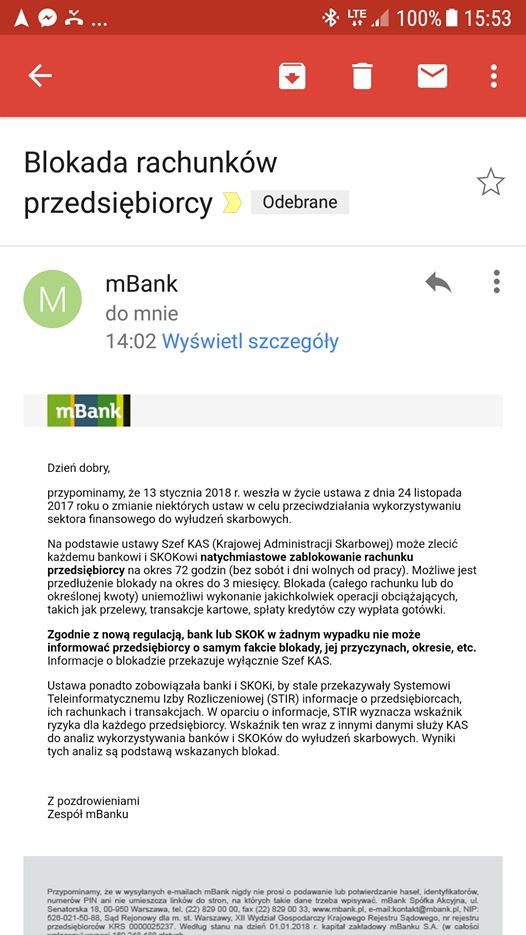 ... LTE 100% 15:53
Blokada rachunków
przedsiębiorcy Odebrane
M
mBank
do mnie
14:02 Wyświetl szczegóły
mBank
Dzień dobry,
przypominamy, że 13 stycznia 2018 r. weszła w życie ustawa z dnia 24 listopada
2017 roku o zmianie niektórych ustaw w celu przeciwdziałania wykorzystywaniu
sektora finansowego do wyłudzeń skarbowych.
Na podstawie ustawy Szef KAS (Krajowej Administracji Skarbowej) może zlecić
każdemu bankowi i SKOKowi natychmiastowe zablokowanie rachunku
przedsiębiorcy na okres 72 godzin (bez sobót i dni wolnych od pracy). Możliwe jest
przedłużenie blokady na okres do 3 miesięcy. Blokada (całego rachunku lub do
określonej kwoty) uniemożliwi wykonanie jakichkolwiek operacji obciążających,
takich jak przelewy, transakcje kartowe, spłaty kredytów czy wypłata gotówki.
Zgodnie z nową regulacją, bank lub SKOK w żadnym wypadku nie może
informować przedsiębiorcy o samym fakcie blokady, jej przyczynach, okresie, etc.
Informacje o blokadzie przekazuje wyłącznie Szef KAS.
Ustawa ponadto zobowiązała banki i SKOKi, by stale przekazywały Systemowi
Teleinformatycznemu Izby Rozliczeniowej (STIR) informacje o przedsiębiorcach,
ich rachunkach i transakcjach. W oparciu o informacje, STIR wyznacza wskaźnik
ryzyka dla każdego przedsiębiorcy. Wskaźnik ten wraz z innymi danymi służy KAS
do analiz wykorzystywania banków i SKOKów do wyłudzeń skarbowych. Wyniki
tych analiz są podstawą wskazanych blokad.
Z pozdrowieniami
Zespół mBanku
Przypominamy, że w wysyłanych e-mailach mBank nigdy nie prosi o podawanie lub potwierdzanie haseł, identyfikatorów,
numerów PIN ani nie umieszcza linków do stron, na których takie dane trzeba wpisywać. mBank Spółka Akcyjna, ul.
Senatorska 18, 00-950 Warszawa, tel. (22) 829 00 00, fax (22) 829 00 33, www.mbank.pl, e-mail:kontakt@mbank.pl, NIP:
526-021-50-88, Sąd Rejonowy dla m. st. Warszawy, XII Wydział Gospodarczy Krajowego Rejestru Sądowego, nr rejestru
przedsiębiorców KRS 0000025237. Według stanu na dzień 01.01.2018 r. kapitał zakładowy mBanku S.A. (w całości